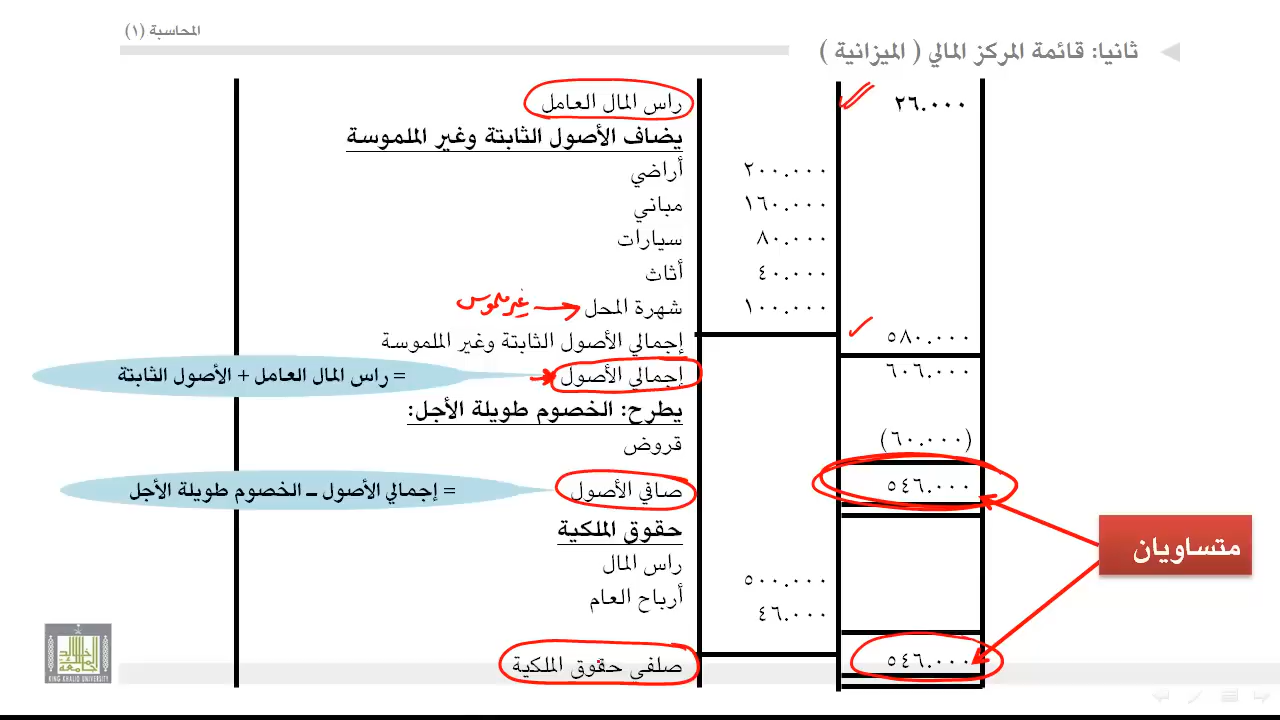 المحاسبة (١)
ثانيا: قائمة المركز المالي ( الميزانية )
٢٦.٠٠٠ راس المال العامل
يضاف الأصول الثابتة وغير الملموسة
٢٠٠.٠٠٠ أراضي
١٦٠.٠٠٠ مباني
٨٠.٠٠٠ سيارات
٤٠.٠٠٠ أثاث
١٠٠.٠٠٠ شهرة المحل غير ملموس
٥٨٠.٠٠٠ إجمالي الأصول الثابتة وغير الملموسة
٦٠٦.٠٠٠ إجمالي الأصول = راس المال العامل + الأصول الثابتة
يطرح: الخصوم طويلة الأجل:
(٦٠.٠٠٠) قروض
٥٤٦.٠٠٠ صافي الأصول = إجمالي الأصول – الخصوم طويلة الأجل
حقوق الملكية
متساويان
٥٠٠.٠٠٠ راس المال
٤٦.٠٠٠ أرباح العام
٥٤٦.٠٠٠ صلفى حقوق الملكية
KING KHALID UNIVERSITY